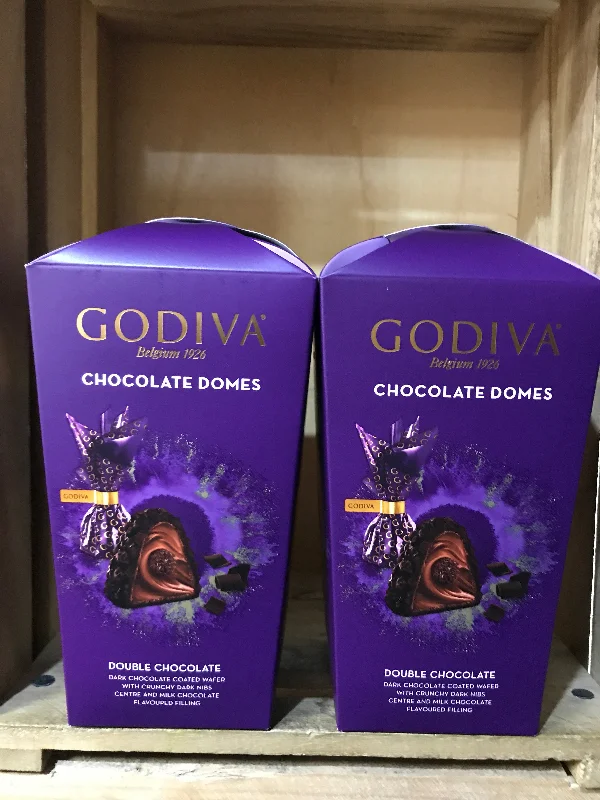 GODIVA
Belgium 1926
CHOCOLATE DOMES
GODIVA
DOUBLE CHOCOLATE
DARK CHOCOLATE COATED WAFER
WITH CRUNCHY DARK NIBS
CENTRE AND MILK CHOCOLATE
FLAVOURED FILLING
GODIVA
Belgium 1926
CHOCOLATE DOMES
GODIVA
DOUBLE CHOCOLATE
DARK CHOCOLATE COATED WAFER
WITH CRUNCHY DARK NIBS
CENTRE AND MILK CHOCOLATE
FLAVOURED FILLING